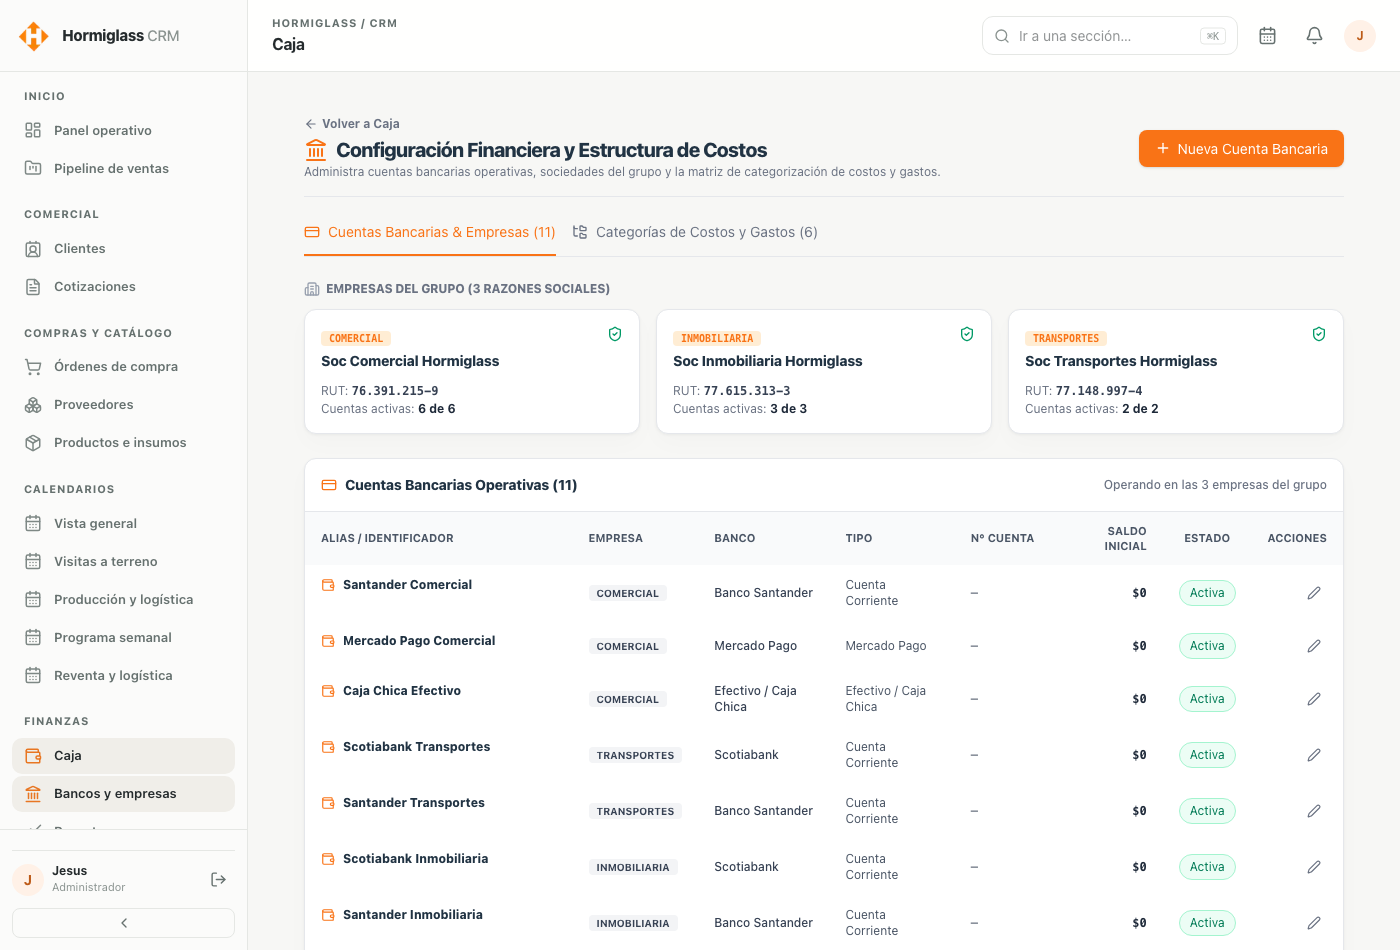 Hormiglass CRM
INICIO
Panel operativo
Pipeline de ventas
COMERCIAL
Clientes
Cotizaciones
COMPRAS Y CATÁLOGO
Órdenes de compra
Proveedores
Productos e insumos
CALENDARIOS
Vista general
Visitas a terreno
Producción y logística
Programa semanal
Reventa y logística
FINANZAS
Caja
Bancos y empresas
J
Jesus
Administrador
HORMIGLASS / CRM
Caja
Ir a una sección... ⌘K
J
Volver a Caja
Configuración Financiera y Estructura de Costos
Administra cuentas bancarias operativas, sociedades del grupo y la matriz de categorización de costos y gastos.
Nueva Cuenta Bancaria
Cuentas Bancarias & Empresas (11)
Categorías de Costos y Gastos (6)
EMPRESAS DEL GRUPO (3 RAZONES SOCIALES)
COMERCIAL
Soc Comercial Hormiglass
RUT: 76.391.215-9
Cuentas activas: 6 de 6
INMOBILIARIA
Soc Inmobiliaria Hormiglass
RUT: 77.615.313-3
Cuentas activas: 3 de 3
TRANSPORTES
Soc Transportes Hormiglass
RUT: 77.148.997-4
Cuentas activas: 2 de 2
Cuentas Bancarias Operativas (11)
Operando en las 3 empresas del grupo
ALIAS / IDENTIFICADOR EMPRESA BANCO TIPO Nº CUENTA SALDO INICIAL ESTADO ACCIONES
Santander Comercial COMERCIAL Banco Santander Cuenta Corriente — $0 Activa
Mercado Pago Comercial COMERCIAL Mercado Pago Mercado Pago — $0 Activa
Caja Chica Efectivo COMERCIAL Efectivo / Caja Chica Efectivo / Caja Chica — $0 Activa
Scotiabank Transportes TRANSPORTES Scotiabank Cuenta Corriente — $0 Activa
Santander Transportes TRANSPORTES Banco Santander Cuenta Corriente — $0 Activa
Scotiabank Inmobiliaria INMOBILIARIA Scotiabank Cuenta Corriente — $0 Activa
Santander Inmobiliaria INMOBILIARIA Banco Santander Cuenta Corriente — $0 Activa